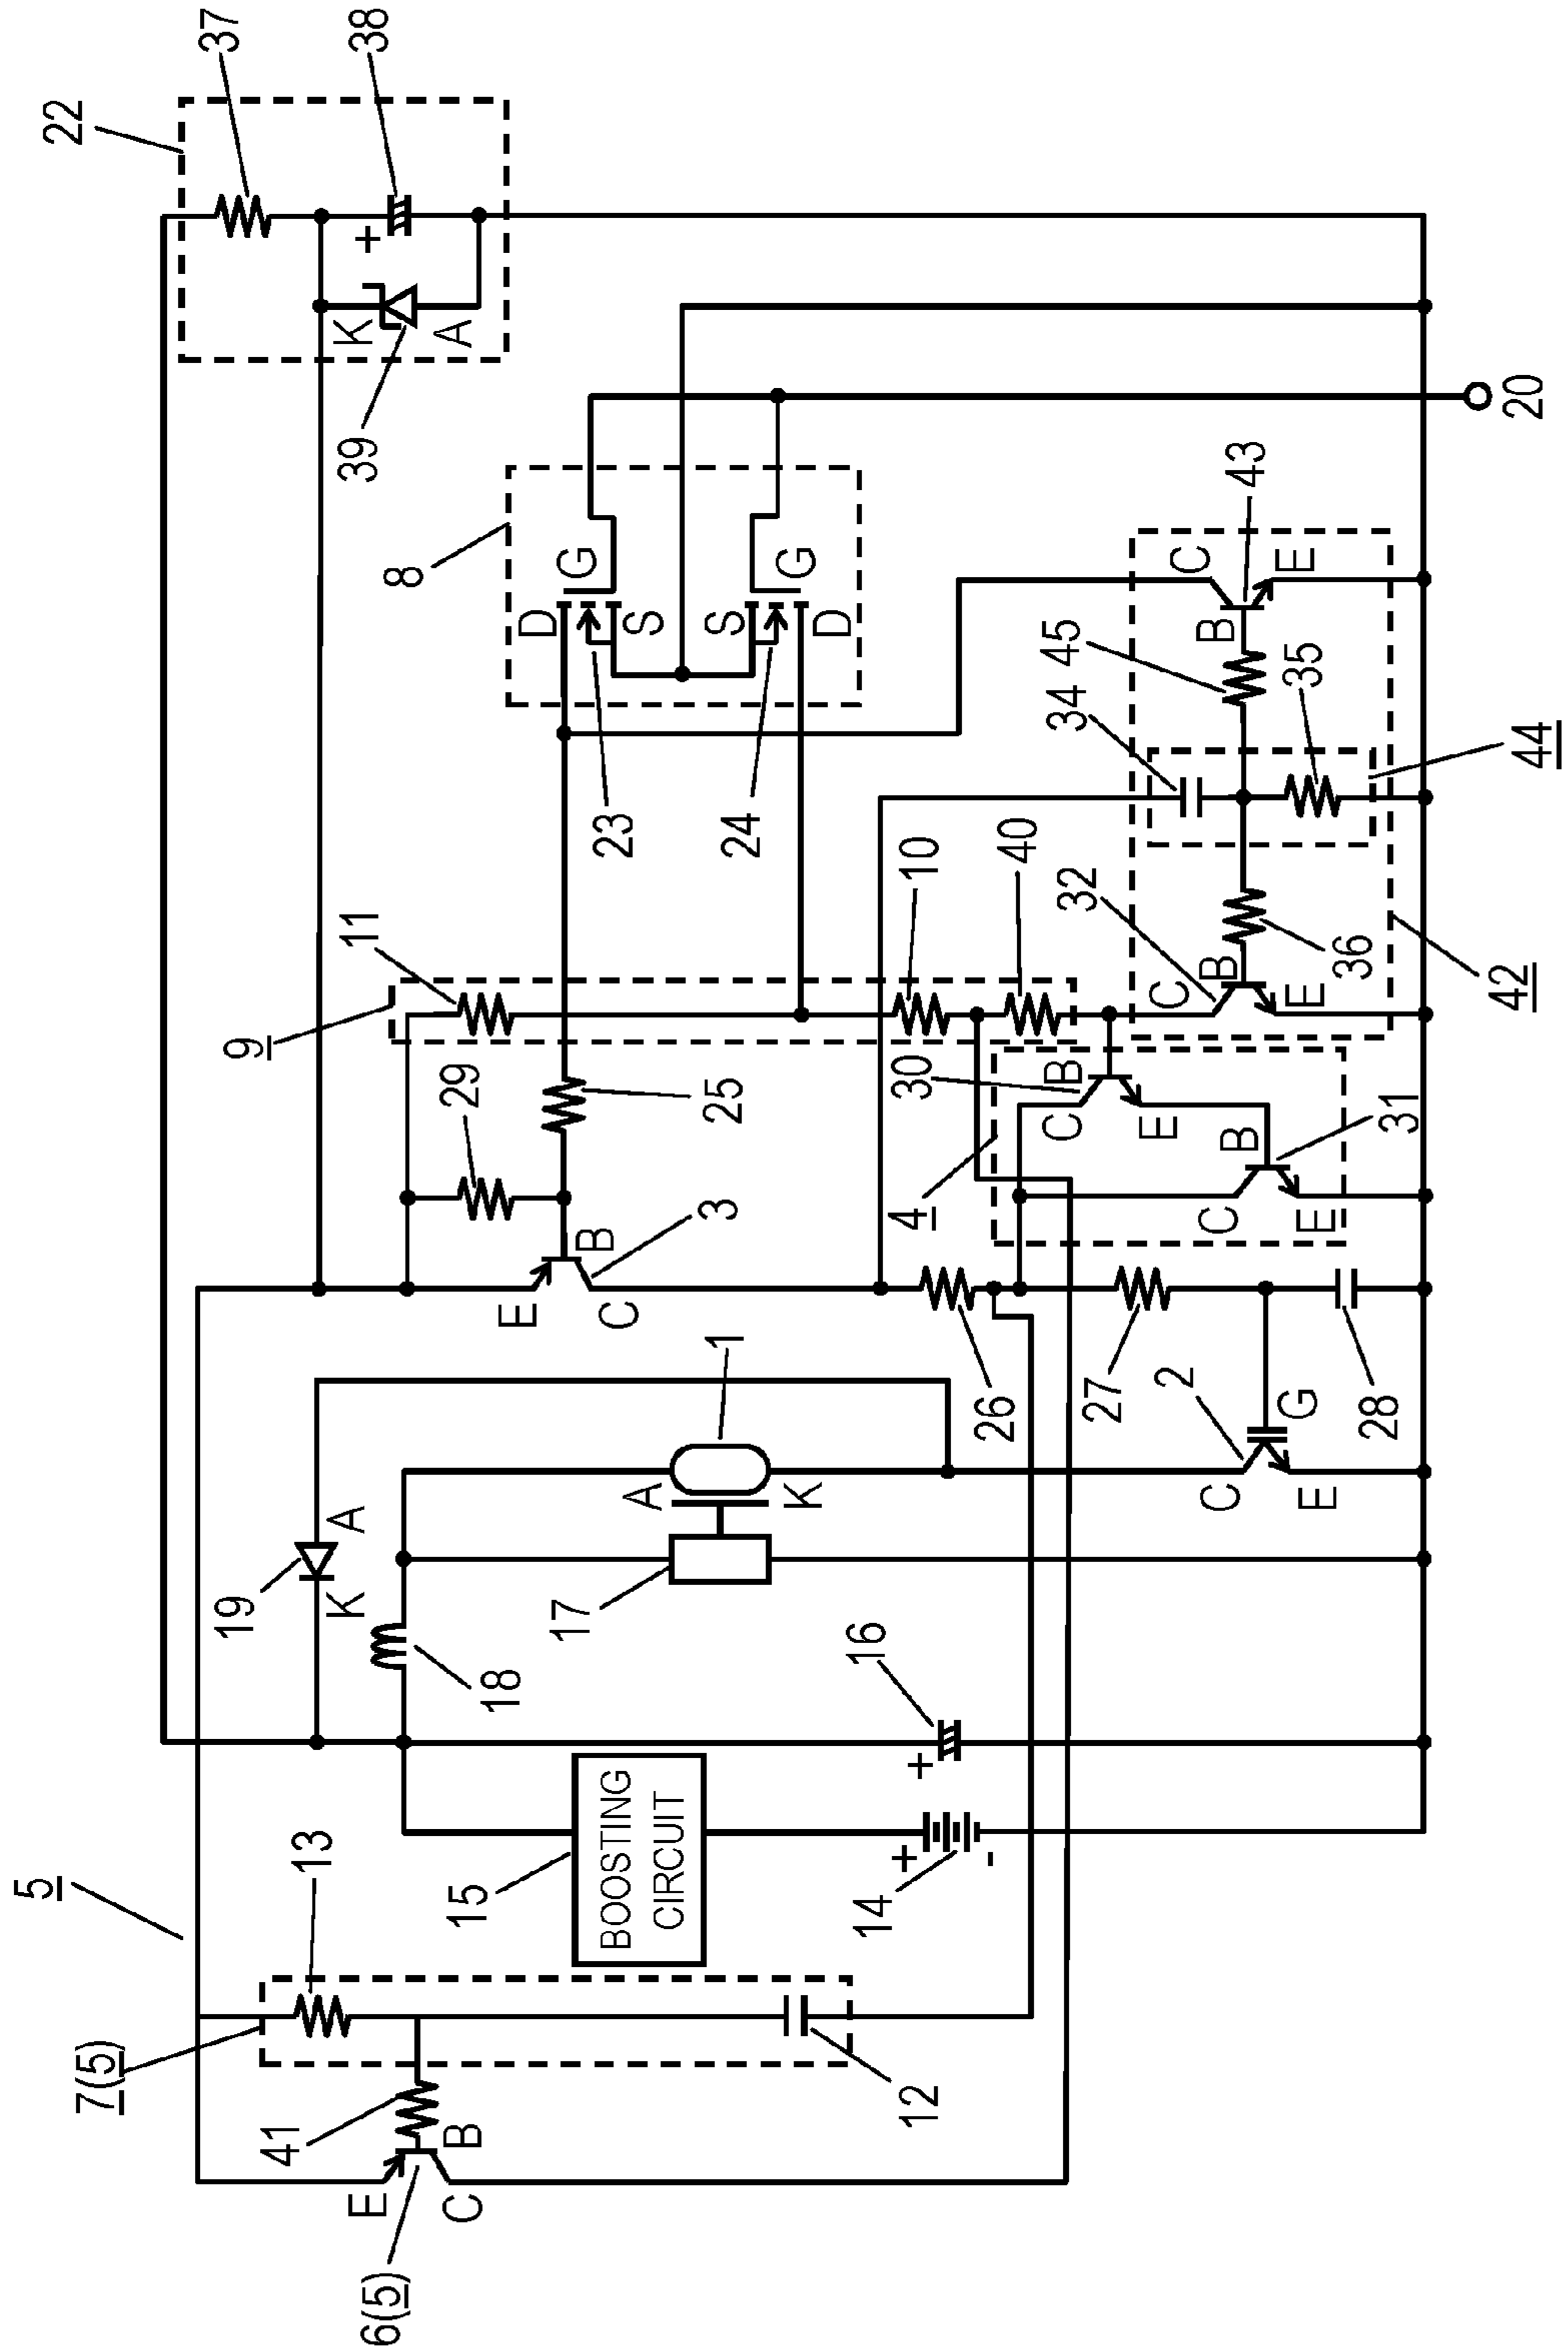 5
22
7(5)
37
19
9
41
13
6(5)
E
K
A
11
39
K
+
38
8
C
B
15
29
A
18
E
D
17
B
G
BOOSTING
CIRCUIT
C
23
S
A
1
3
25
24
S
K
D
G
14
+
16
12
+
4
30
10
-
26
40
C
B
32
34
45
27
2
E
C
C
C
C
B
B
B
43
G
E
35
E
E
E
36
28
31
42
44
20